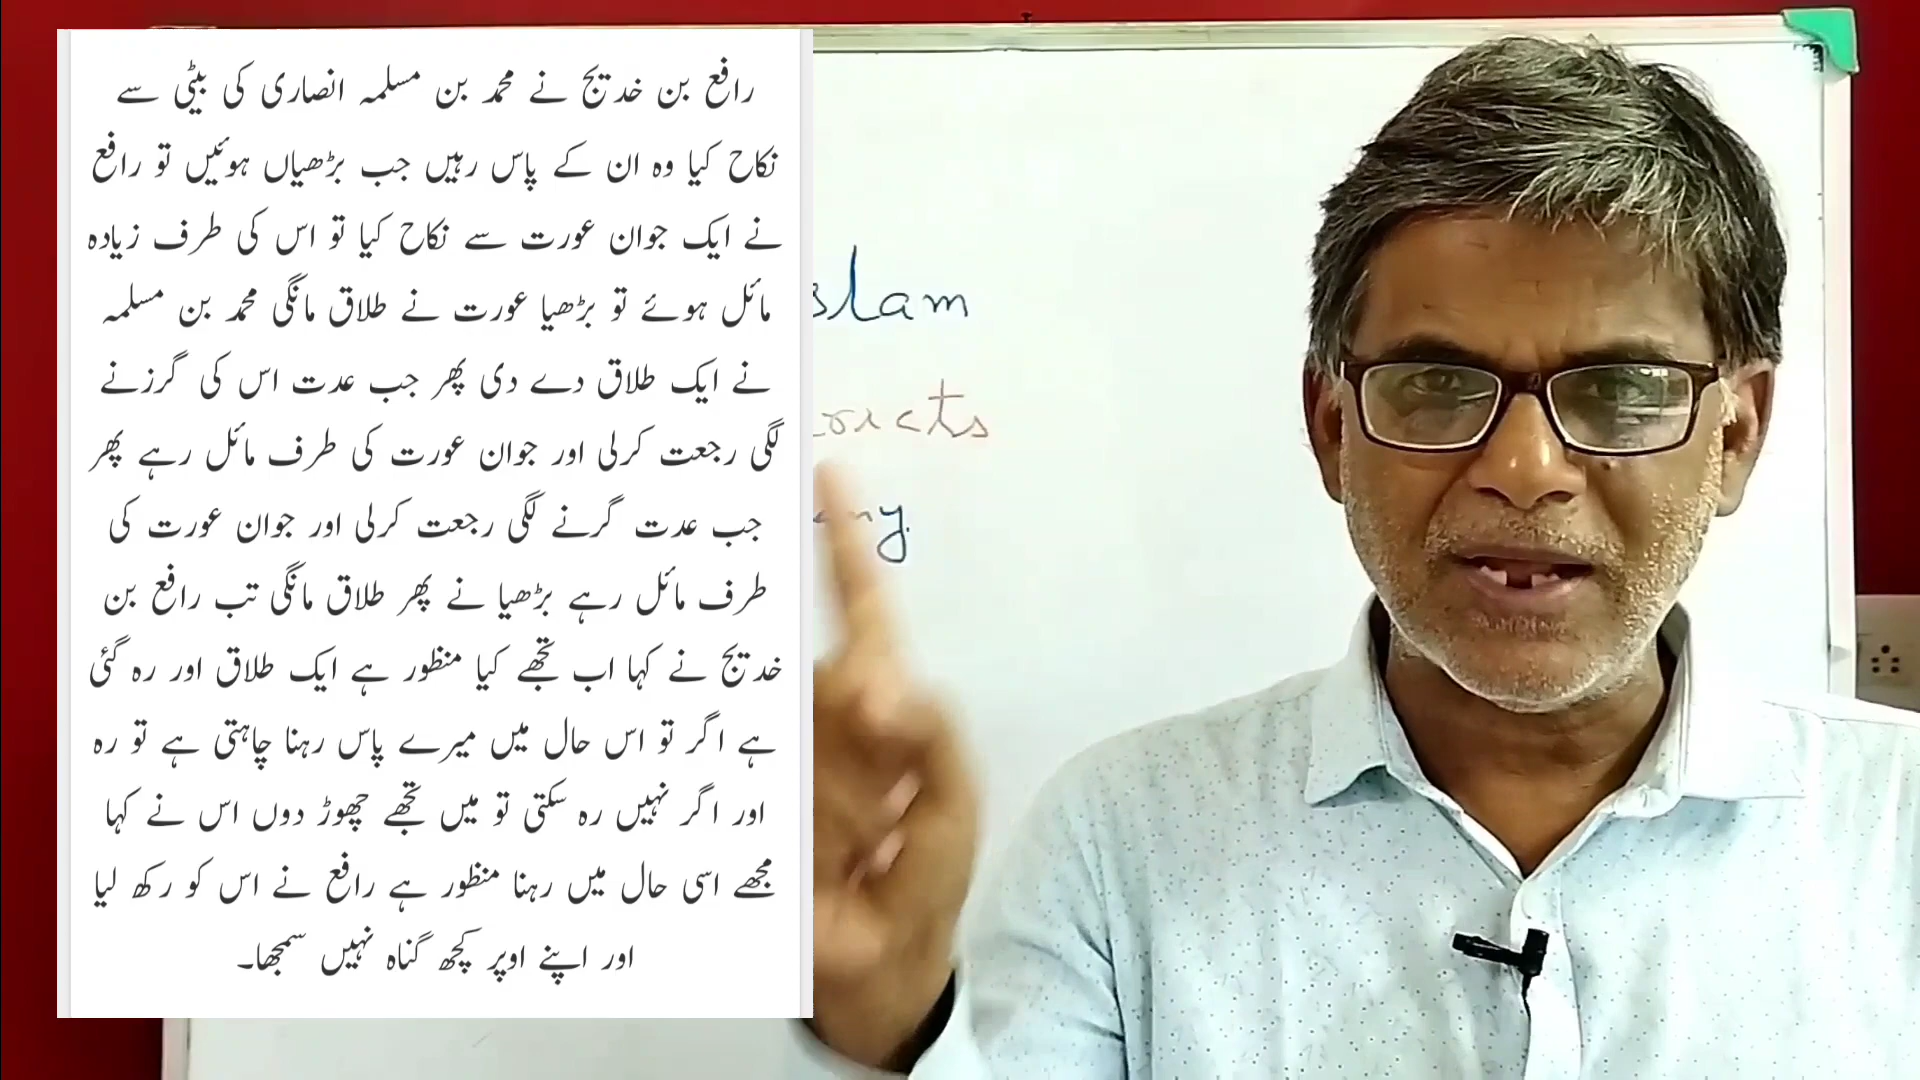 رافع بن خدیج نے محمد بن مسلمہ انصاری کی بیٹی سے
نکاح کیا وہ ان کے پاس رہیں جب بڑھیاں ہوئیں تو رافع
نے ایک جوان عورت سے نکاح کیا تو اس کی طرف زیادہ
مائل ہوئے تو بڑھیا عورت نے طلاق مانگی محمد بن مسلمہ
نے ایک طلاق دے دی پھر جب عدت اس کی گرزنے
لگی رجعت کرلی اور جوان عورت کی طرف مائل رہے پھر
جب عدت گرنے لگی رجعت کرلی اور جوان عورت کی
طرف مائل رہے بڑھیا نے پھر طلاق مانگی تب رافع بن
خدیج نے کہا اب تجھے کیا منظور ہے ایک طلاق اور رہ گئی
ہے اگر تو اس حال میں میرے پاس رہنا چاہتی ہے تو رہ
اور اگر نہیں رہ سکتی تو میں تجھے چھوڑ دوں اس نے کہا
مجھے اسی حال میں رہنا منظور ہے رافع نے اس کو رکھ لیا
اور اپنے اوپر کچھ گناہ نہیں سمجھا۔
slam
ricts
ny.